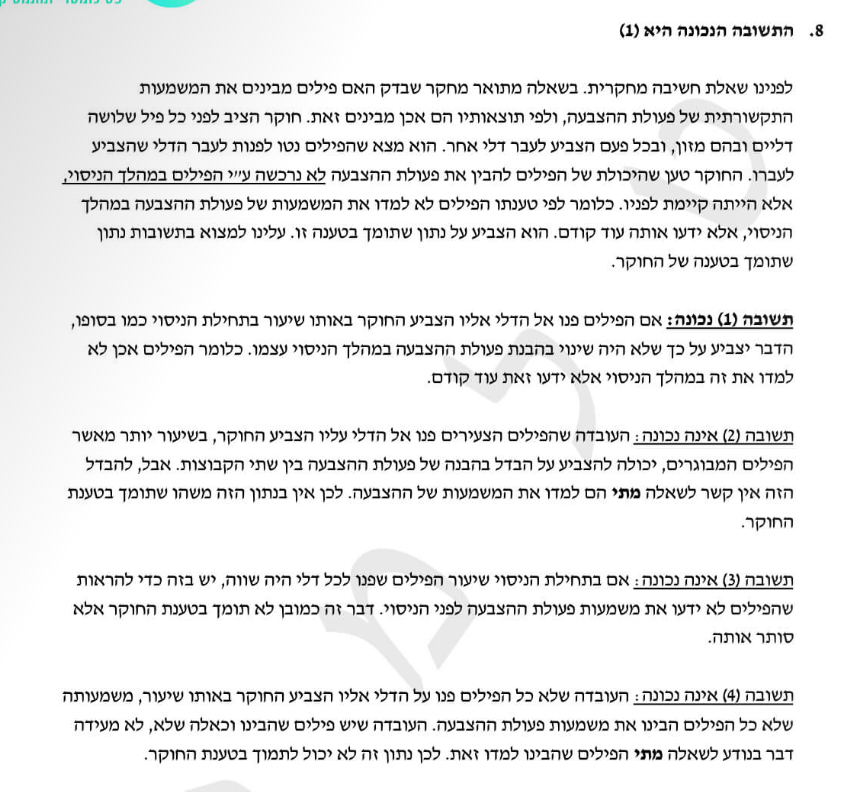 8. התשובה הנכונה היא (1)
לפנינו שאלת חשיבה מחקרית. בשאלה מתואר מחקר שבדק האם פילים מבינים את המשמעות
התקשורתית של פעולת ההצבעה, ולפי תוצאותיו הם אכן מבינים זאת. חוקר הציב לפני כל פיל שלושה
דליים ובהם מזון, ובכל פעם הצביע לעבר דלי אחר. הוא מצא שהפילים נטו לפנות לעבר הדלי שהצביע
לעברו. החוקר טען שהיכולת של הפילים להבין את פעולת ההצבעה לא נרכשה ע״י הפילים במהלך הניסוי,
אלא הייתה קיימת לפניו. כלומר לפי טענתו הפילים לא למדו את המשמעות של פעולת ההצבעה במהלך
הניסוי, אלא ידעו אותה עוד קודם. הוא הצביע על נתון שתומך בטענה זו. עלינו למצוא בתשובות נתון
שתומך בטענה של החוקר.
תשובה (1) נכונה: אם הפילים פנו אל הדלי אליו הצביע החוקר באותו שיעור בתחילת הניסוי כמו בסופו,
הדבר יצביע על כך שלא היה שינוי בהבנת פעולת ההצבעה במהלך הניסוי עצמו. כלומר הפילים אכן לא
למדו את זה במהלך הניסוי אלא ידעו זאת עוד קודם.
תשובה (2) אינה נכונה: העובדה שהפילים הצעירים פנו אל הדלי עליו הצביע החוקר, בשיעור יותר מאשר
הפילים המבוגרים, יכולה להצביע על הבדל בהבנה של פעולת ההצבעה בין שתי הקבוצות. אבל, להבדל
הזה אין קשר לשאלה מתי הם למדו את המשמעות של ההצבעה. לכן אין בנתון הזה משהו שתומך בטענת
החוקר.
תשובה (3) אינה נכונה: אם בתחילת הניסוי שיעור הפילים שפנו לכל דלי היה שווה, יש בזה כדי להראות
שהפילים לא ידעו את משמעות פעולת ההצבעה לפני הניסוי. דבר זה כמובן לא תומך בטענת החוקר אלא
סותר אותה.
תשובה (4) אינה נכונה: העובדה שלא כל הפילים פנו על הדלי אליו הצביע החוקר באותו שיעור, משמעותה
שלא כל הפילים הבינו את משמעות פעולת ההצבעה. העובדה שיש פילים שהבינו וכאלה שלא, לא מעידה
דבר בנודע לשאלה מתי הפילים שהבינו למדו זאת. לכן נתון זה לא יכול לתמוך בטענת החוקר.